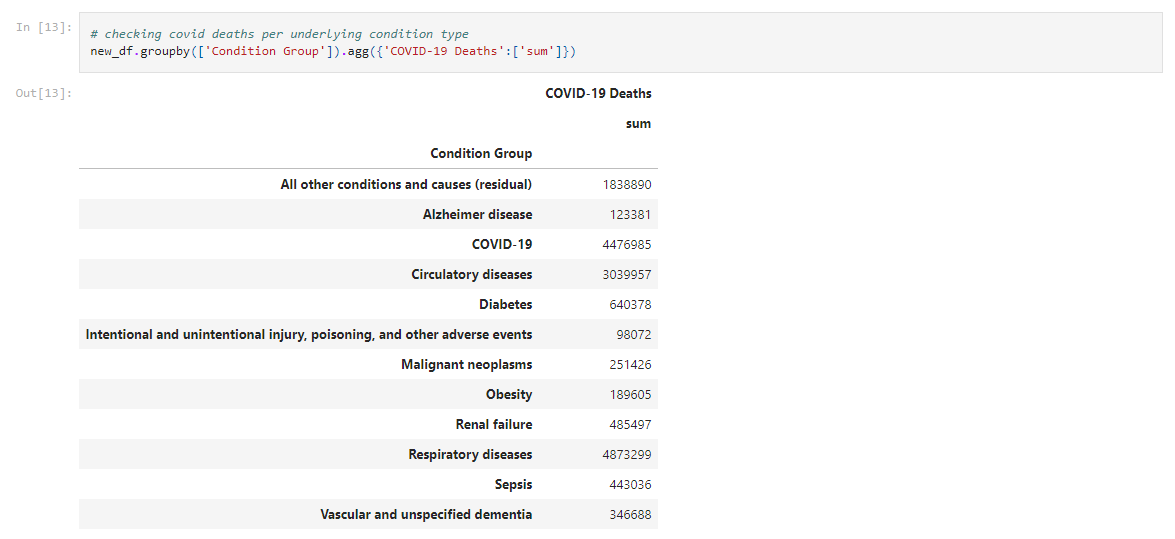 In [13]:
# checking covid deaths per underlying condition type
new_df.groupby(['Condition Group']).agg({'COVID-19 Deaths':['sum']})
Out[13]:
COVID-19 Deaths
sum
Condition Group
All other conditions and causes (residual) 1838890
Alzheimer disease 123381
COVID-19 4476985
Circulatory diseases 3039957
Diabetes 640378
Intentional and unintentional injury, poisoning, and other adverse events 98072
Malignant neoplasms 251426
Obesity 189605
Renal failure 485497
Respiratory diseases 4873299
Sepsis 443036
Vascular and unspecified dementia 346688